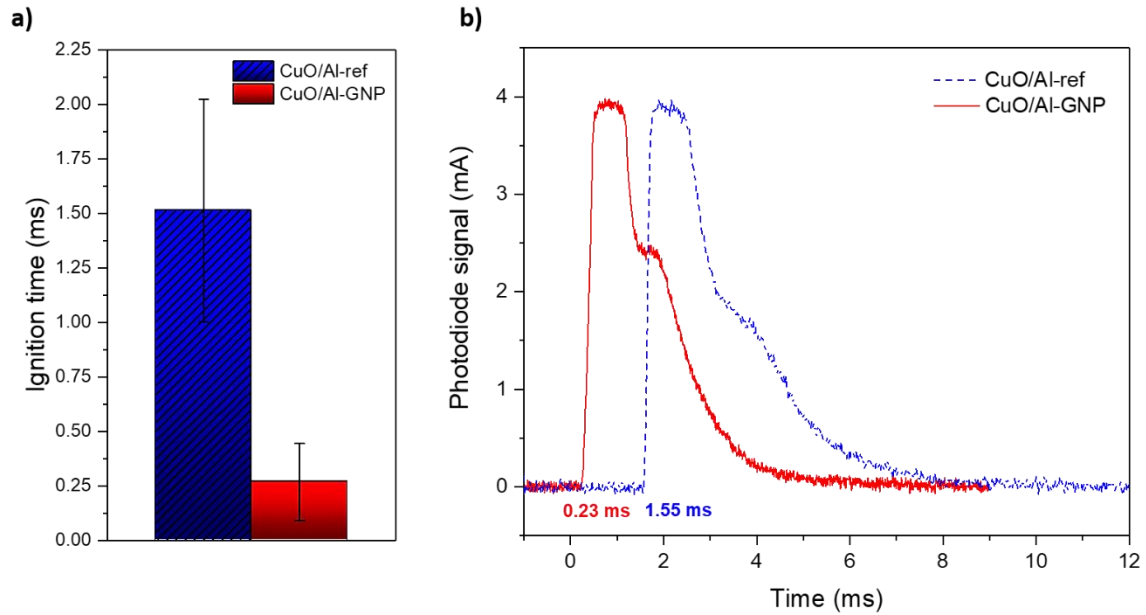 a)
Ignition time (ms)
2.25
2.00
1.75
1.50
1.25
1.00
0.75
0.50
0.25
0.00
CuO/Al-ref
CuO/Al-GNP
b)
Photodiode signal (mA)
4
3
2
1
0
CuO/Al-ref
CuO/Al-GNP
0.23 ms 1.55 ms
0 2 4 6 8 10 12
Time (ms)